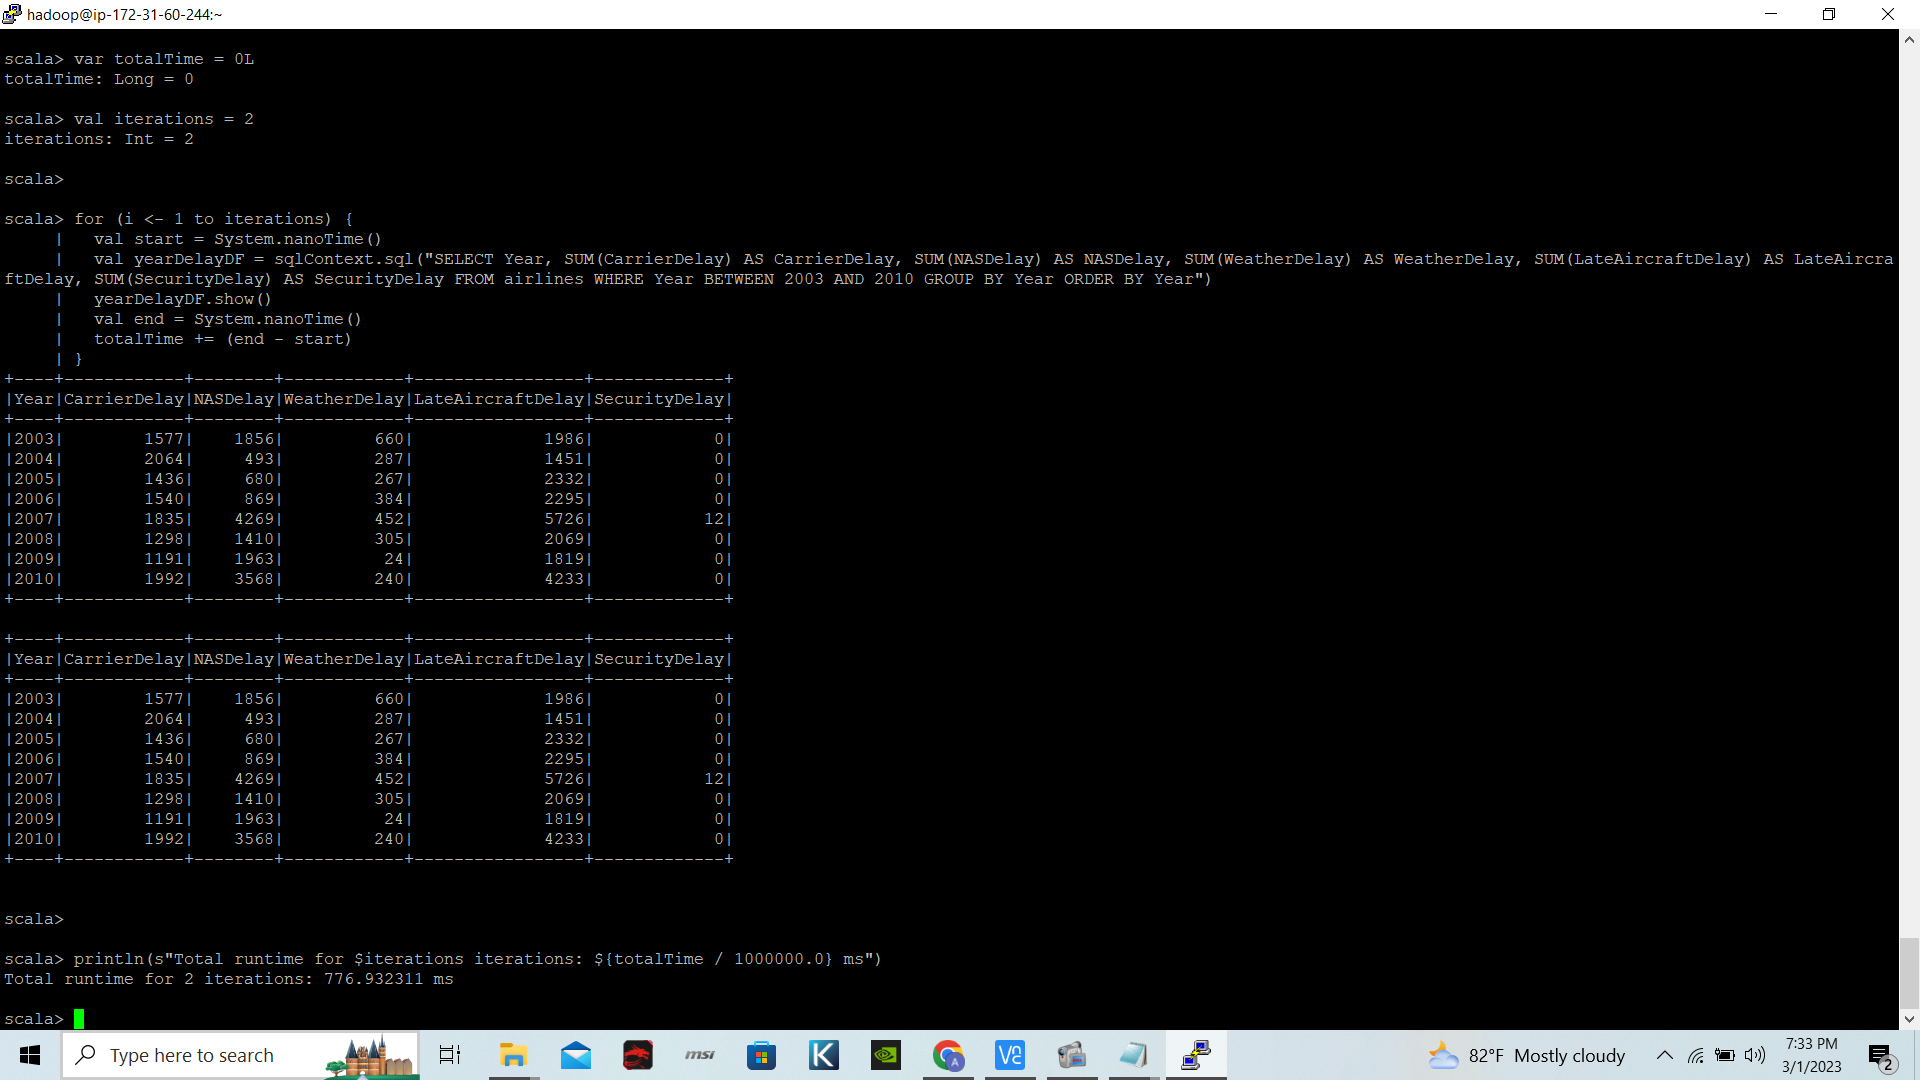 hadoop@ip-172-31-60-244:~
scala> var totalTime = 0L
totalTime: Long = 0
scala> val iterations = 2
iterations: Int = 2
scala>
scala> for (i <- 1 to iterations) {
     |   val start = System.nanoTime()
     |   val yearDelayDF = sqlContext.sql("SELECT Year, SUM(CarrierDelay) AS CarrierDelay, SUM(NASDelay) AS NASDelay, SUM(WeatherDelay) AS WeatherDelay, SUM(LateAircraftDelay) AS LateAircra
ftDelay, SUM(SecurityDelay) AS SecurityDelay FROM airlines WHERE Year BETWEEN 2003 AND 2010 GROUP BY Year ORDER BY Year")
     |   yearDelayDF.show()
     |   val end = System.nanoTime()
     |   totalTime += (end - start)
     | }
+----+------------+--------+------------+-----------------+-------------+
|Year|CarrierDelay|NASDelay|WeatherDelay|LateAircraftDelay|SecurityDelay|
+----+------------+--------+------------+-----------------+-------------+
|2003|        1577|    1856|         660|             1986|            0|
|2004|        2064|     493|         287|             1451|            0|
|2005|        1436|     680|         267|             2332|            0|
|2006|        1540|     869|         384|             2295|            0|
|2007|        1835|    4269|         452|             5726|           12|
|2008|        1298|    1410|         305|             2069|            0|
|2009|        1191|    1963|          24|             1819|            0|
|2010|        1992|    3568|         240|             4233|            0|
+----+------------+--------+------------+-----------------+-------------+
+----+------------+--------+------------+-----------------+-------------+
|Year|CarrierDelay|NASDelay|WeatherDelay|LateAircraftDelay|SecurityDelay|
+----+------------+--------+------------+-----------------+-------------+
|2003|        1577|    1856|         660|             1986|            0|
|2004|        2064|     493|         287|             1451|            0|
|2005|        1436|     680|         267|             2332|            0|
|2006|        1540|     869|         384|             2295|            0|
|2007|        1835|    4269|         452|             5726|           12|
|2008|        1298|    1410|         305|             2069|            0|
|2009|        1191|    1963|          24|             1819|            0|
|2010|        1992|    3568|         240|             4233|            0|
+----+------------+--------+------------+-----------------+-------------+
scala>
scala> println(s"Total runtime for $iterations iterations: ${totalTime / 1000000.0} ms")
Total runtime for 2 iterations: 776.932311 ms
scala>
Type here to search
msi
K
VC
A
82°F Mostly cloudy
7:33 PM
3/1/2023
2